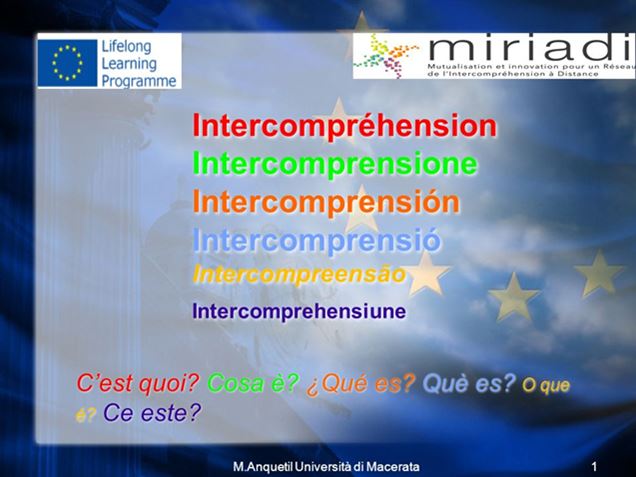 Lifelong
Learning
Programme
miriadi
Mutualisation et innovation pour un Réseau
de l'Intercompréhension à Distance
Intercompréhension
Intercomprensione
Intercomprensión
Intercomprensió
Intercompreensão
Intercomprehensiune
C'est quoi? Cosa è? ¿Qué es? Què es? O que
é? Ce este?
M.Anquetil Università di Macerata
1